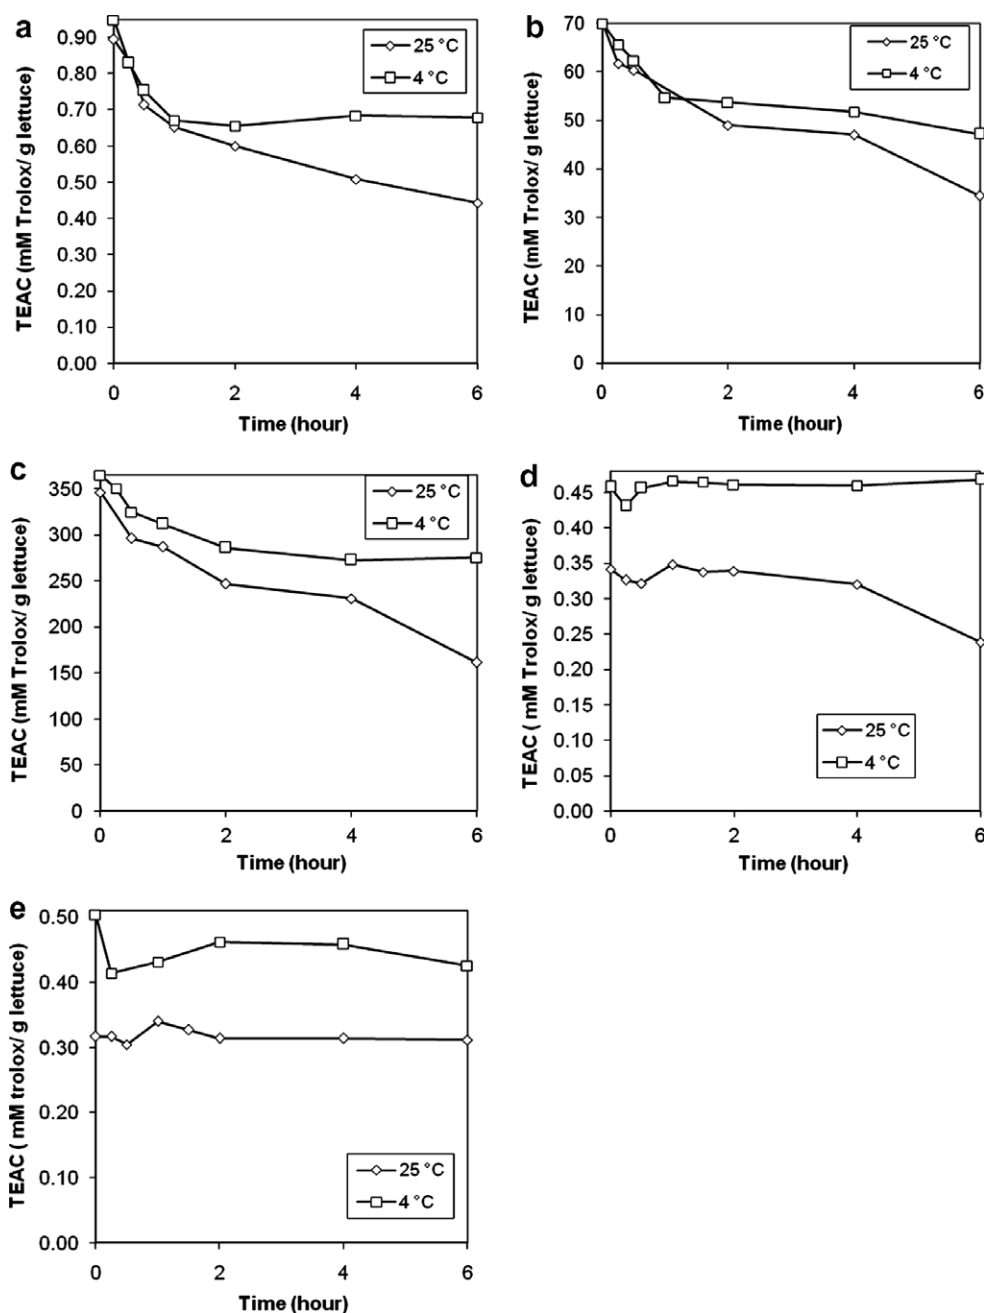 a
TEAC (mM Trolox/ g lettuce)
0.90
0.80
0.70
0.60
0.50
0.40
0.30
0.20
0.10
0.00
0 2 4 6
Time (hour)
25 °C
4 °C
b
TEAC (mM Trolox/ g lettuce)
70
60
50
40
30
20
10
0
0 2 4 6
Time (hour)
25 °C
4 °C
c
TEAC (mM Trolox/ g lettuce)
350
300
250
200
150
100
50
0
0 2 4 6
Time (hour)
25 °C
4 °C
d
TEAC ( mM Trolox/ g lettuce)
0.45
0.40
0.35
0.30
0.25
0.20
0.15
0.10
0.05
0.00
0 2 4 6
Time (hour)
25 °C
4 °C
e
TEAC ( mM trolox/ g lettuce)
0.50
0.40
0.30
0.20
0.10
0.00
0 2 4 6
Time (hour)
25 °C
4 °C